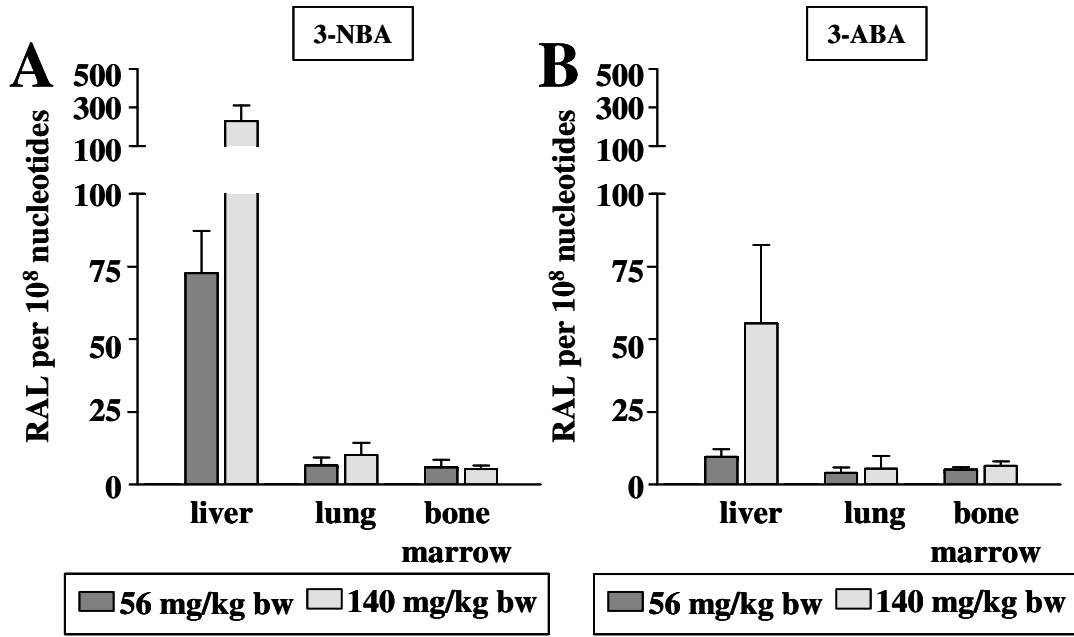 3-NBA
A
RAL per 10⁸ nucleotides
500
300
100
100
75
50
25
0
liver
lung
bone
marrow
56 mg/kg bw
140 mg/kg bw
3-ABA
B
RAL per 10⁸ nucleotides
500
300
100
100
75
50
25
0
liver
lung
bone
marrow
56 mg/kg bw
140 mg/kg bw